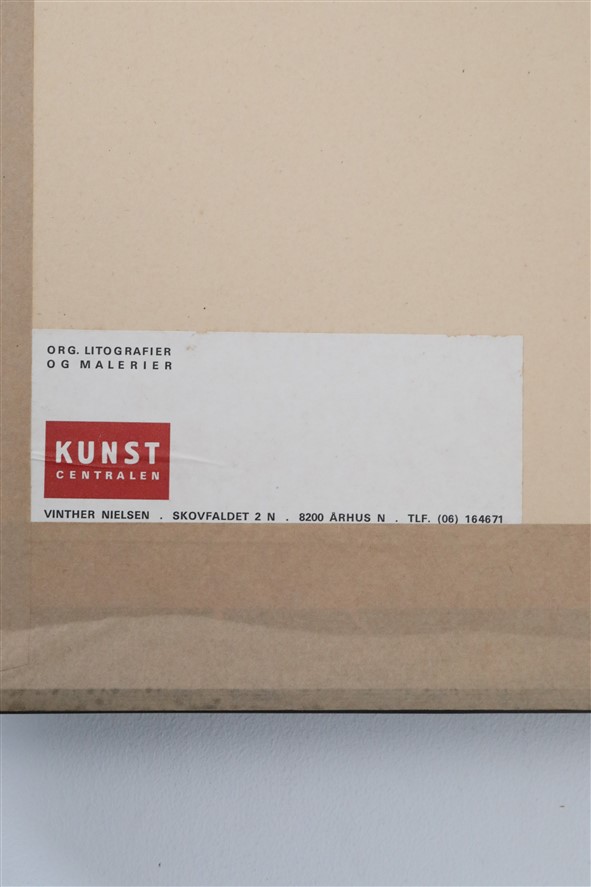 ORG. LITOGRAFIER
OG MALERIER
KUNST
CENTRALEN
VINTHER NIELSEN . SKOVFALDET 2 N . 8200 ÅRHUS N . TLF. (06) 164671